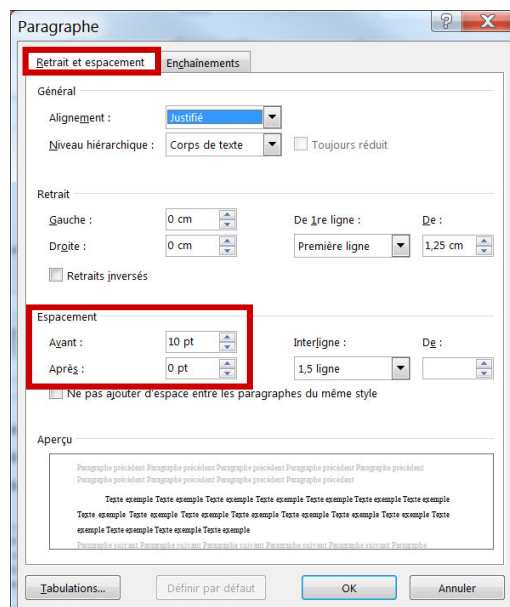 Paragraphe
Retrait et espacement Enchaînements
Général
Alignement : Justifié
Niveau hiérarchique : Corps de texte Toujours réduit
Retrait
Gauche : 0 cm De 1re ligne : De :
Droite : 0 cm Première ligne 1,25 cm
Retraits inversés
Espacement
Avant : 10 pt Interligne : De :
Après : 0 pt 1,5 ligne
Ne pas ajouter d'espace entre les paragraphes du même style
Aperçu
Paragraphe précédent Paragraphe précédent Paragraphe précédent Paragraphe précédent Paragraphe précédent
Paragraphe précédent Paragraphe précédent Paragraphe précédent Paragraphe précédent
Texte exemple Texte exemple Texte exemple Texte exemple Texte exemple Texte exemple Texte exemple
Texte exemple Texte exemple Texte exemple Texte exemple Texte exemple Texte exemple Texte exemple Texte
exemple Texte exemple Texte exemple Texte exemple
Paragraphe suivant Paragraphe suivant Paragraphe suivant Paragraphe suivant Paragraphe
Tabulations... Définir par défaut OK Annuler